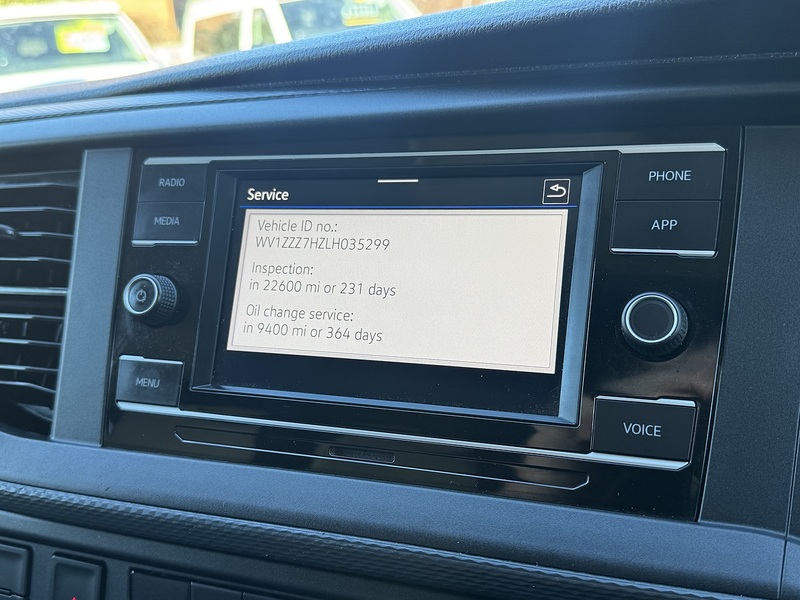 RADIO
MEDIA
MENU
Service
Vehicle ID no.:
WV1ZZZ7HZLH035299
Inspection:
in 22600 mi or 231 days
Oil change service:
in 9400 mi or 364 days
PHONE
APP
VOICE